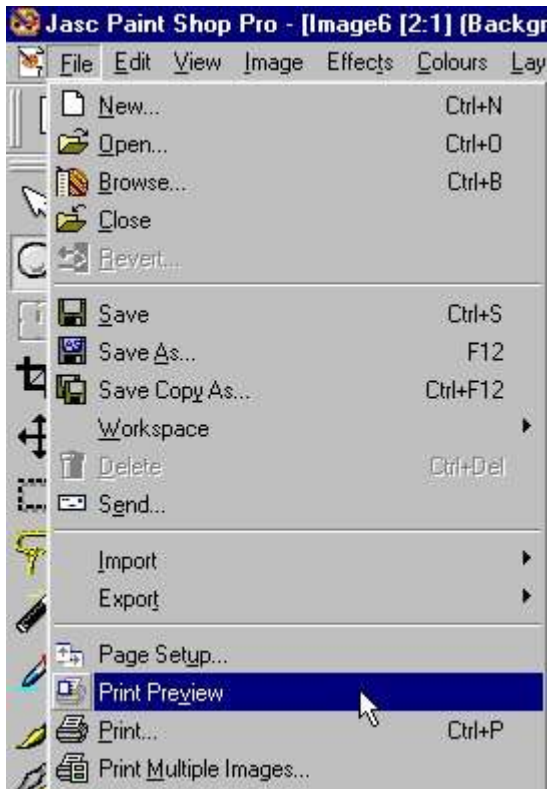 Jasc Paint Shop Pro - [Image6 [2:1] (Backgr
File Edit View Image Effects Colours Lay
New... Ctrl+N
Open... Ctrl+O
Browse... Ctrl+B
Close
Revert...
Save Ctrl+S
Save As... F12
Save Copy As... Ctrl+F12
Workspace
Delete Ctrl+Del
Send...
Import
Export
Page Setup...
Print Preview
Print... Ctrl+P
Print Multiple Images...